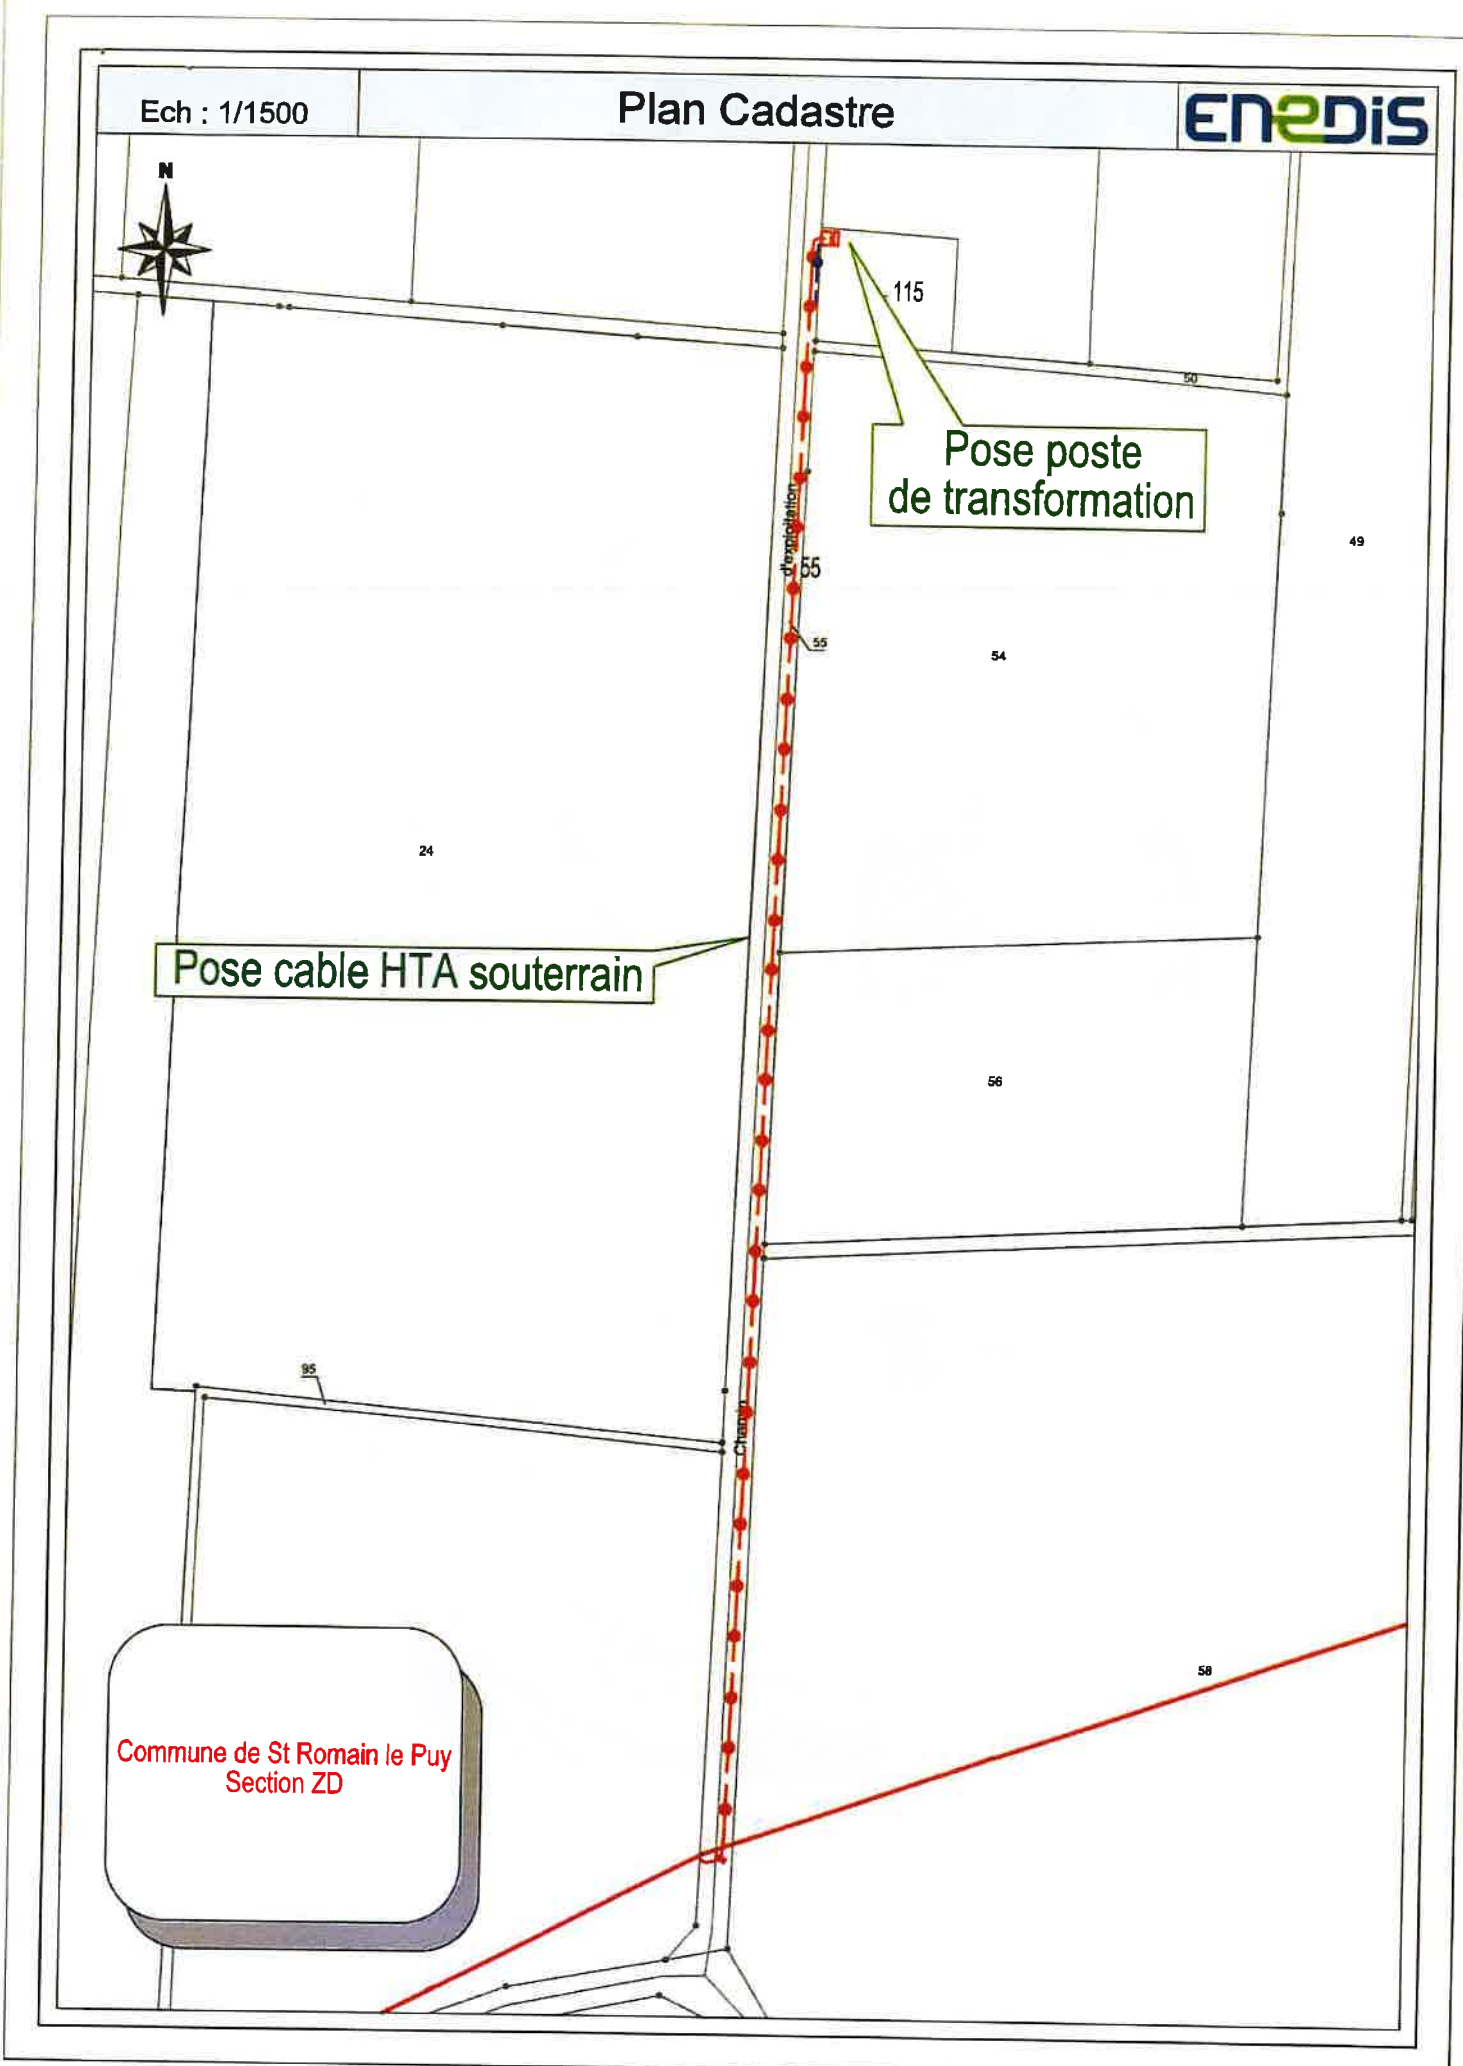 Ech : 1/1500
Plan Cadastre
ENEDIS
N
115
50
Pose poste
de transformation
49
d'exploitation
55
55
54
24
Pose cable HTA souterrain
56
95
Chemin
58
Commune de St Romain le Puy
Section ZD